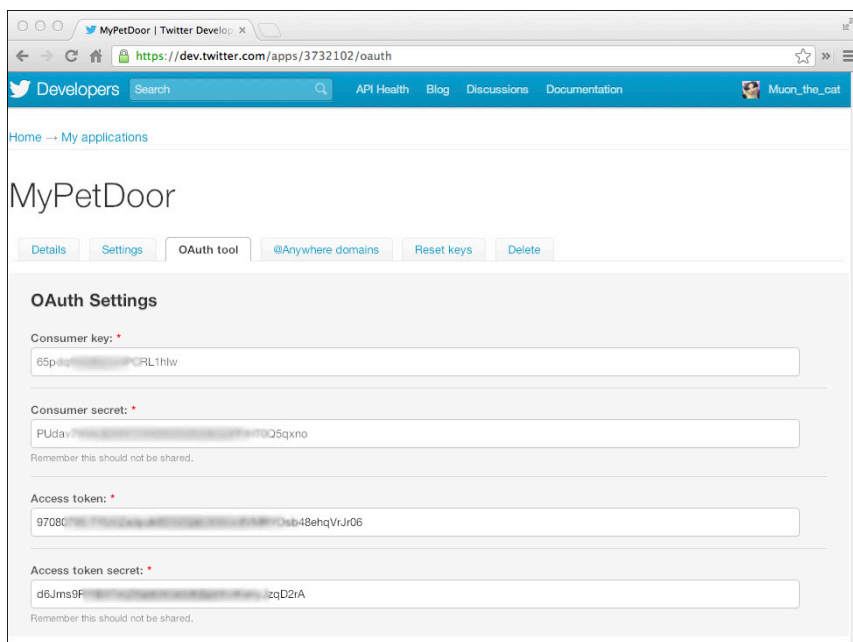 MyPetDoor | Twitter Develop
https://dev.twitter.com/apps/3732102/oauth
Developers Search API Health Blog Discussions Documentation Muon_the_cat
Home → My applications
MyPetDoor
Details Settings OAuth tool @Anywhere domains Reset keys Delete
OAuth Settings
Consumer key: *
Consumer secret: *
Remember this should not be shared.
Access token: *
Access token secret: *
Remember this should not be shared.